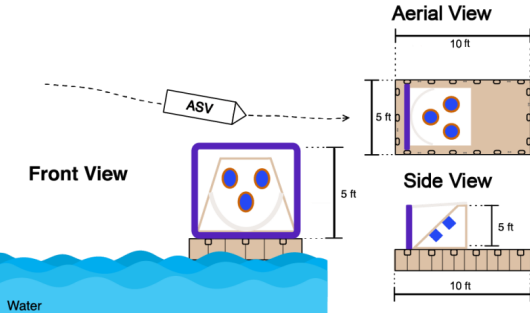 Aerial View
10 ft
ASV
5 ft
Front View
Side View
5 ft
5 ft
10 ft
Water